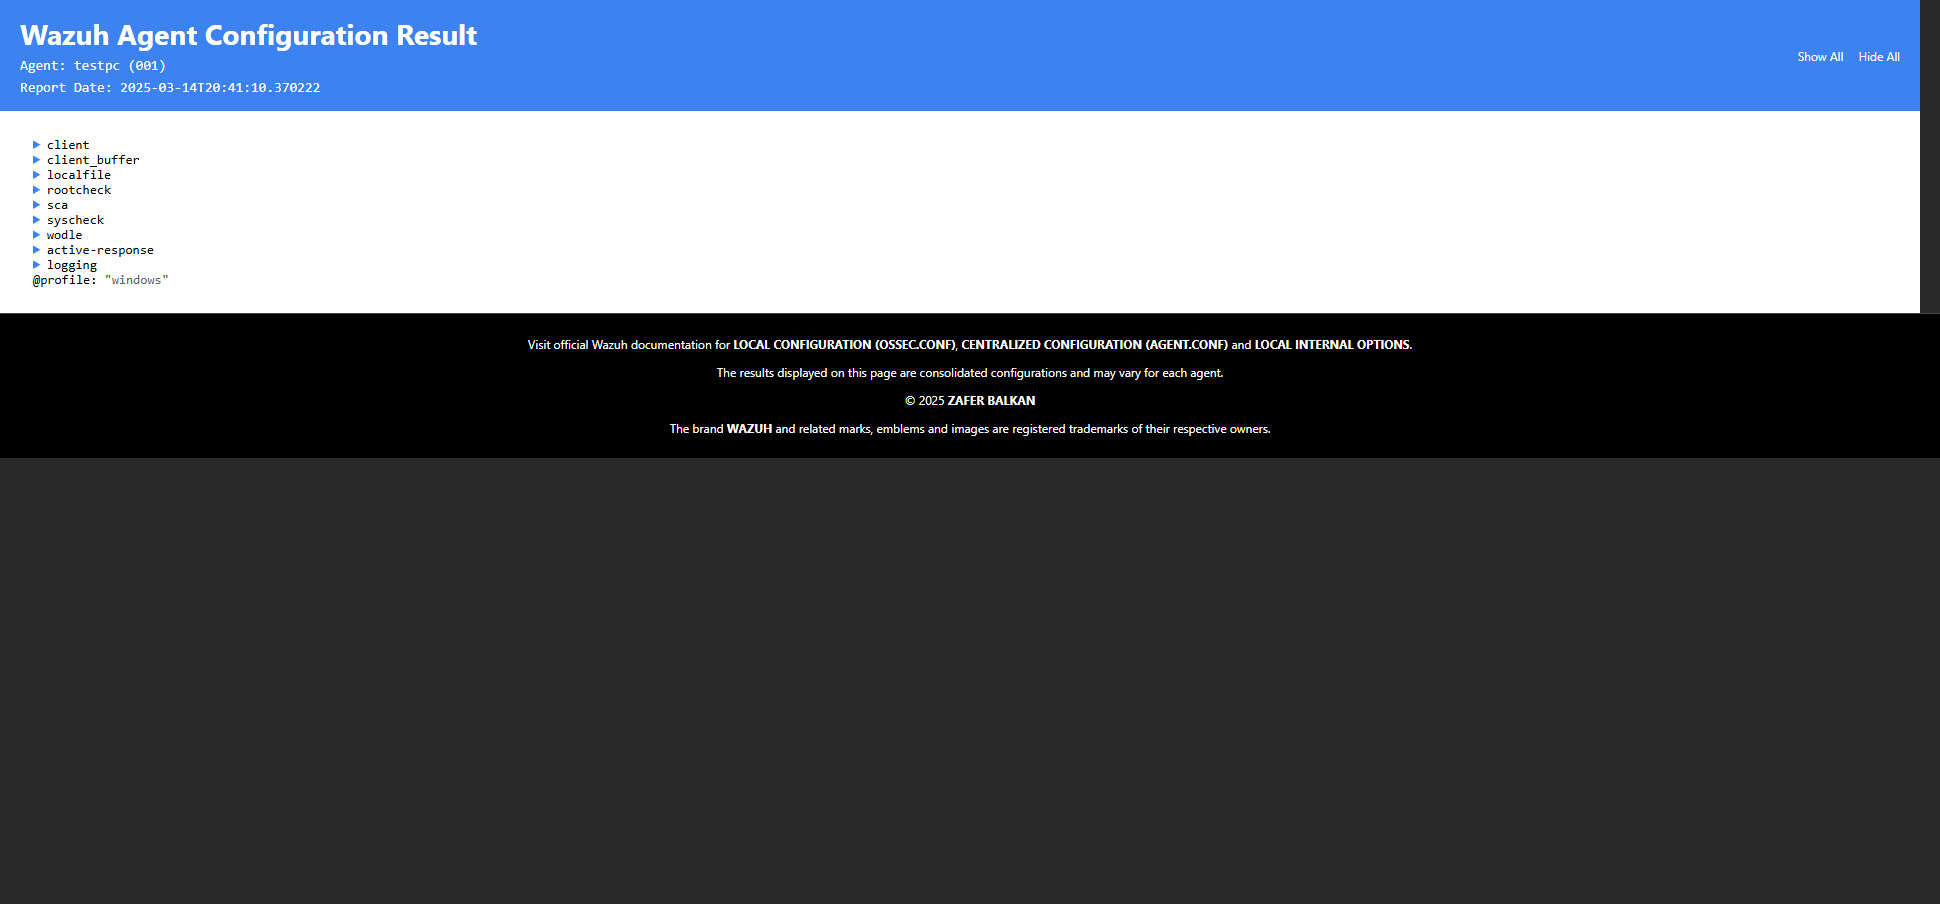 Wazuh Agent Configuration Result
Agent: testpc (001)
Report Date: 2025-03-14T20:41:10.370222
Show All Hide All
client
client_buffer
localfile
rootcheck
sca
syscheck
wodle
active-response
logging
@profile: "windows"
Visit official Wazuh documentation for LOCAL CONFIGURATION (OSSEC.CONF), CENTRALIZED CONFIGURATION (AGENT.CONF) and LOCAL INTERNAL OPTIONS.
The results displayed on this page are consolidated configurations and may vary for each agent.
© 2025 ZAFER BALKAN
The brand WAZUH and related marks, emblems and images are registered trademarks of their respective owners.